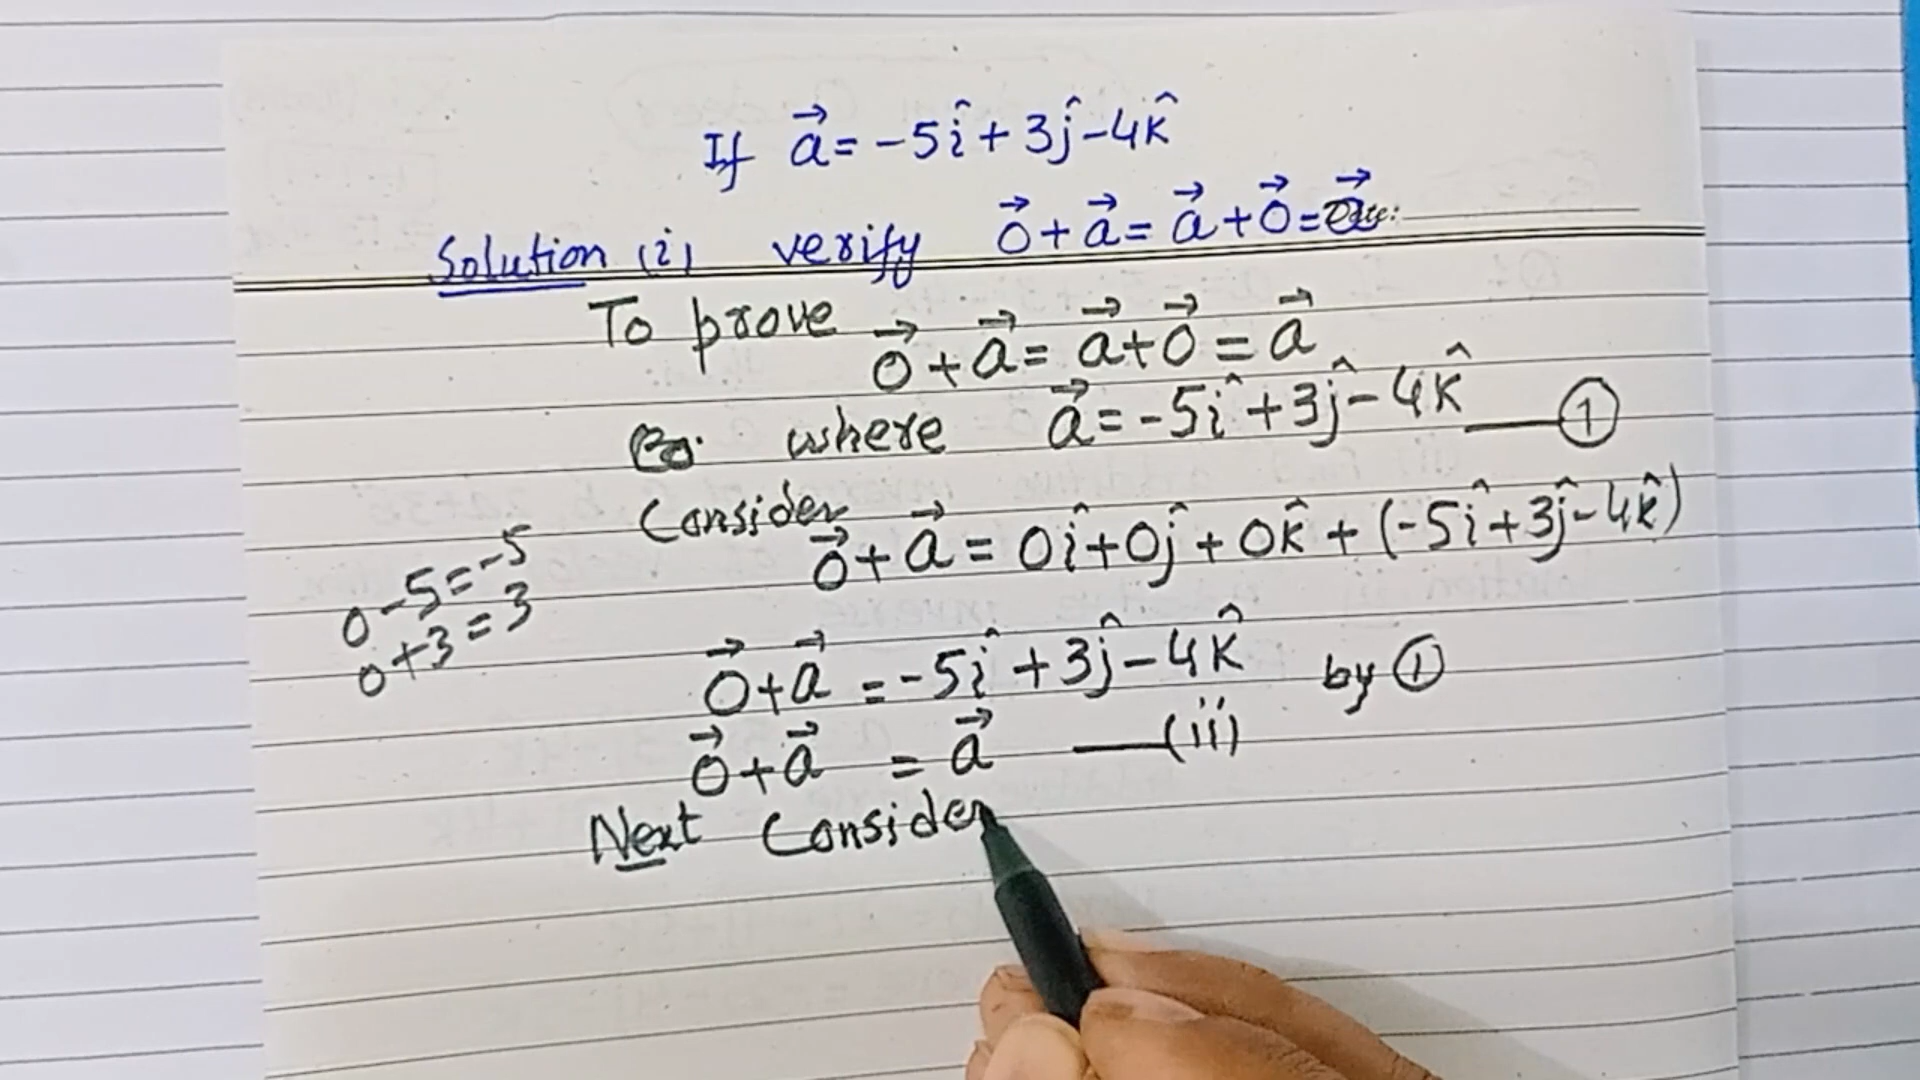 If a⃗ = -5î + 3ĵ - 4k̂
Solution (i) verify 0⃗ + a⃗ = a⃗ + 0⃗ = a⃗
Date:
To prove
0⃗ + a⃗ = a⃗ + 0⃗ = a⃗
where a⃗ = -5î + 3ĵ - 4k̂ —— ①
Consider
0⃗ + a⃗ = 0î + 0ĵ + 0k̂ + (-5î + 3ĵ - 4k̂)
0 - 5 = -5
0 + 3 = 3
0⃗ + a⃗ = -5î + 3ĵ - 4k̂ by ①
0⃗ + a⃗ = a⃗ —— (ii)
Next Consider